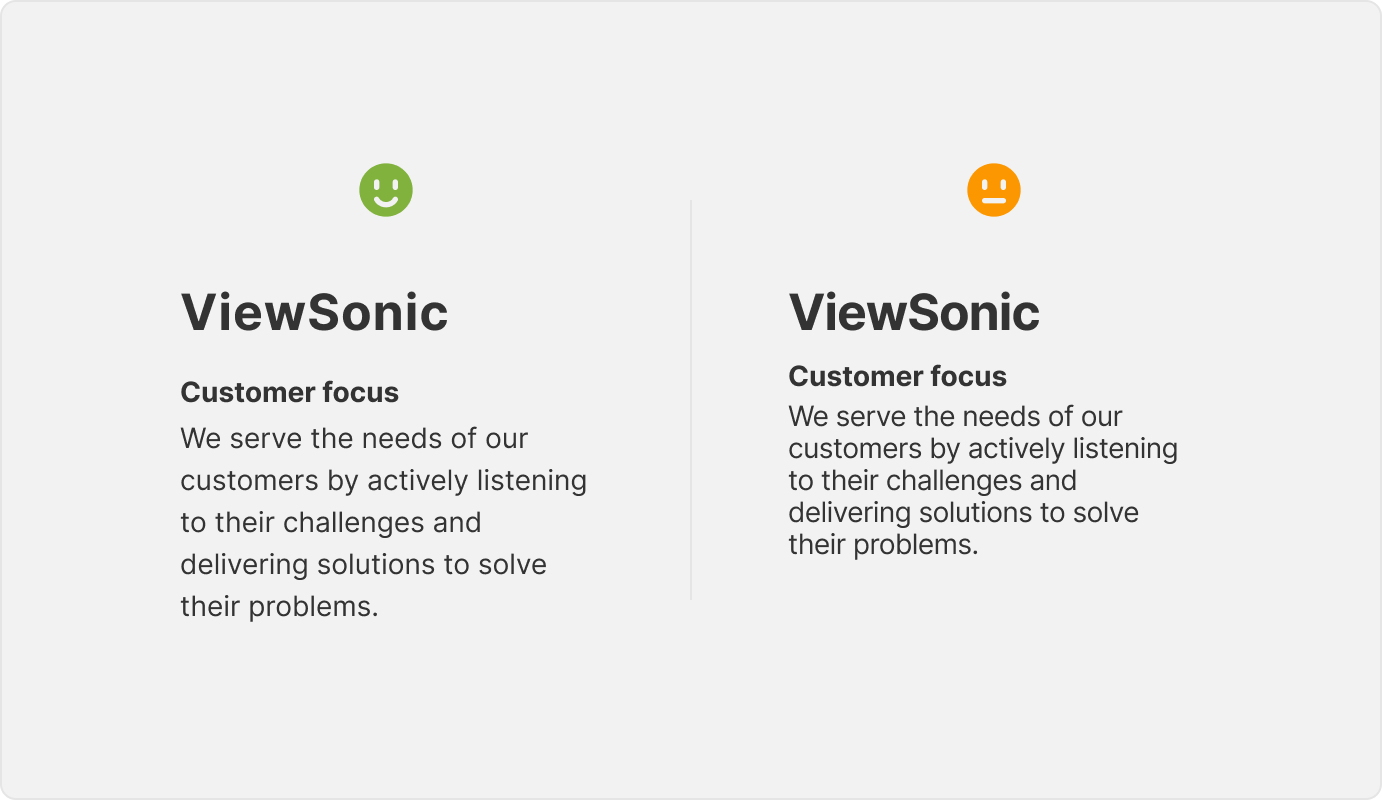 ViewSonic
Customer focus
We serve the needs of our
customers by actively listening
to their challenges and
delivering solutions to solve
their problems.
ViewSonic
Customer focus
We serve the needs of our
customers by actively listening
to their challenges and
delivering solutions to solve
their problems.